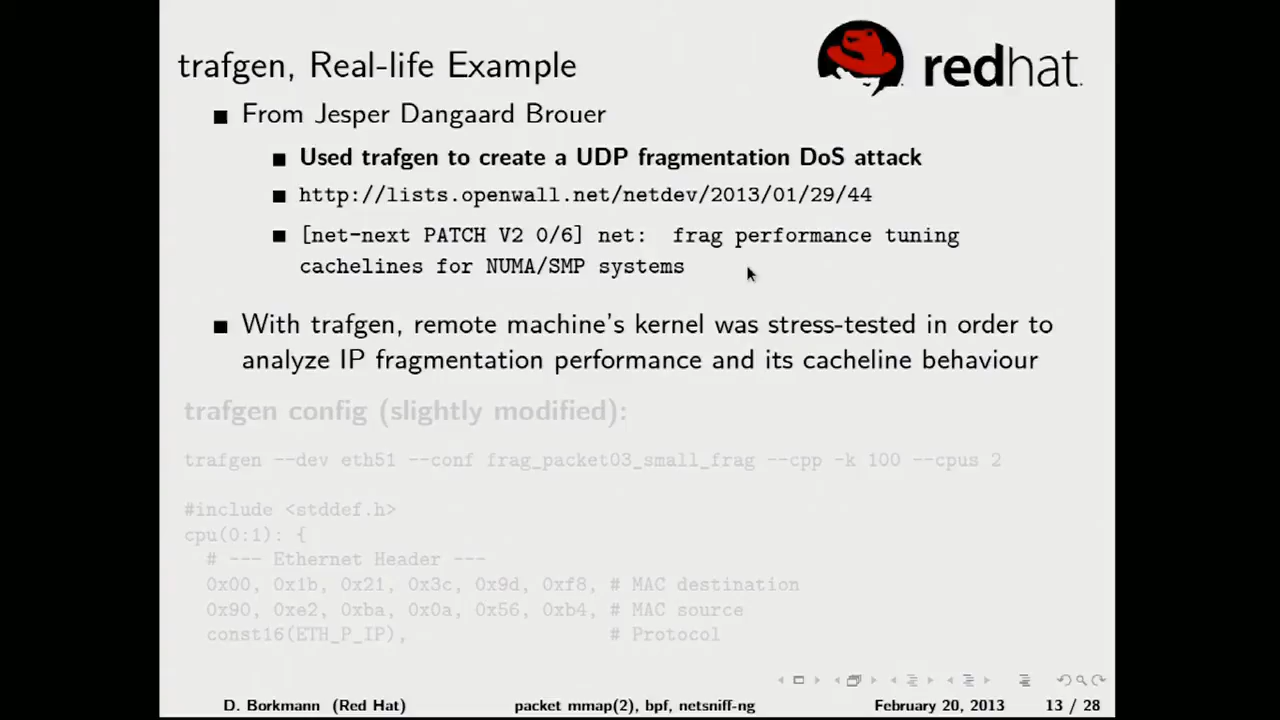 trafgen, Real-life Example
redhat.
From Jesper Dangaard Brouer
Used trafgen to create a UDP fragmentation DoS attack
http://lists.openwall.net/netdev/2013/01/29/44
[net-next PATCH V2 0/6] net: frag performance tuning
cachelines for NUMA/SMP systems
With trafgen, remote machine's kernel was stress-tested in order to
analyze IP fragmentation performance and its cacheline behaviour
trafgen config (slightly modified):
trafgen --dev eth51 --conf frag_packet03_small_frag --cpp -k 100 --cpus 2
#include <stddef.h>
cpu(0:1): {
# --- Ethernet Header ---
0x00, 0x1b, 0x21, 0x3c, 0x9d, 0xf8, # MAC destination
0x90, 0xe2, 0xba, 0x0a, 0x56, 0xb4, # MAC source
const16(ETH_P_IP), # Protocol
D. Borkmann (Red Hat) packet mmap(2), bpf, netsniff-ng February 20, 2013 13 / 28